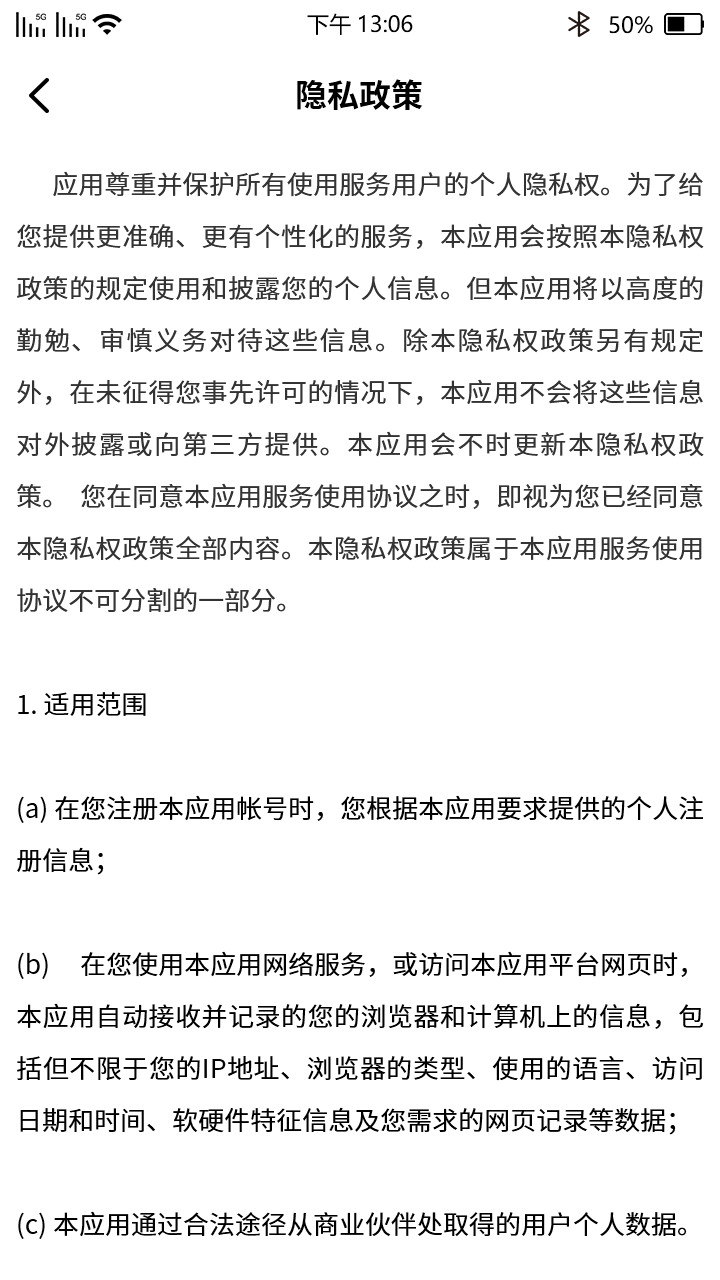 5G 5G 下午 13:06 50%
隐私政策
应用尊重并保护所有使用服务用户的个人隐私权。为了给
您提供更准确、更有个性化的服务，本应用会按照本隐私权
政策的规定使用和披露您的个人信息。但本应用将以高度的
勤勉、审慎义务对待这些信息。除本隐私权政策另有规定
外，在未征得您事先许可的情况下，本应用不会将这些信息
对外披露或向第三方提供。本应用会不时更新本隐私权政
策。 您在同意本应用服务使用协议之时，即视为您已经同意
本隐私权政策全部内容。本隐私权政策属于本应用服务使用
协议不可分割的一部分。
1. 适用范围
(a) 在您注册本应用帐号时，您根据本应用要求提供的个人注
册信息；
(b) 在您使用本应用网络服务，或访问本应用平台网页时，
本应用自动接收并记录的您的浏览器和计算机上的信息，包
括但不限于您的IP地址、浏览器的类型、使用的语言、访问
日期和时间、软硬件特征信息及您需求的网页记录等数据；
(c) 本应用通过合法途径从商业伙伴处取得的用户个人数据。